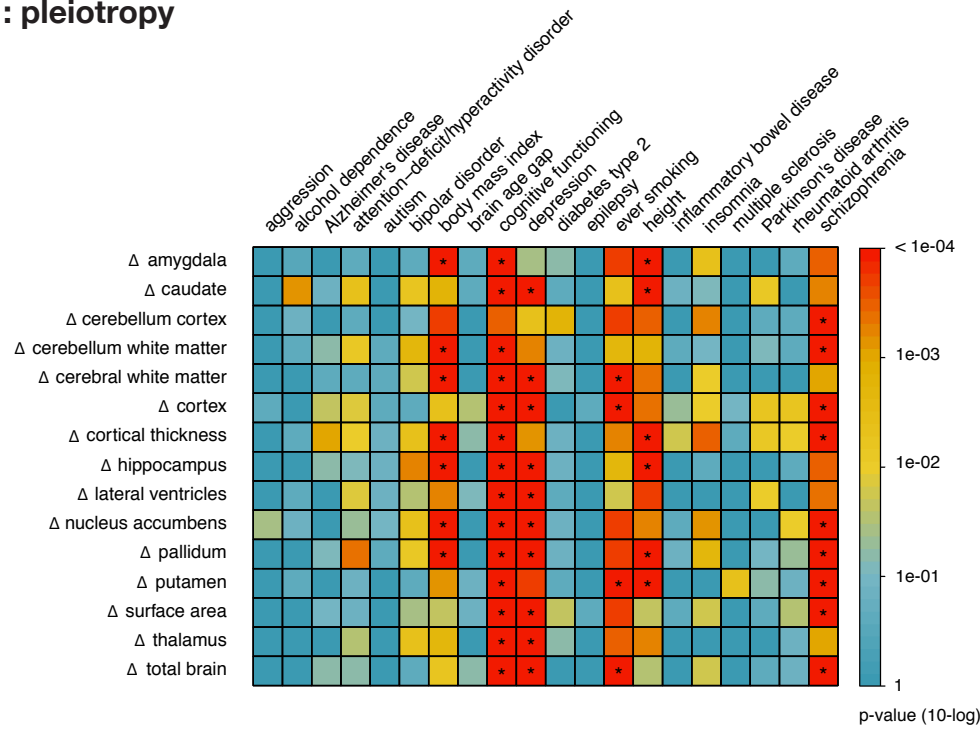 : pleiotropy
aggression
alcohol dependence
Alzheimer's disease
attention−deficit/hyperactivity disorder
autism
bipolar disorder
body mass index
brain age gap
cognitive functioning
depression
diabetes type 2
epilepsy
ever smoking
height
inflammatory bowel disease
insomnia
multiple sclerosis
Parkinson's disease
rheumatoid arthritis
schizophrenia
Δ amygdala * * *
Δ caudate * * *
Δ cerebellum cortex *
Δ cerebellum white matter * * *
Δ cerebral white matter * * * *
Δ cortex * * * *
Δ cortical thickness * * * *
Δ hippocampus * * * *
Δ lateral ventricles * *
Δ nucleus accumbens * * * *
Δ pallidum * * * * *
Δ putamen * * * *
Δ surface area * * *
Δ thalamus * *
Δ total brain * * * *
< 1e-04
1e-03
1e-02
1e-01
1
p-value (10-log)